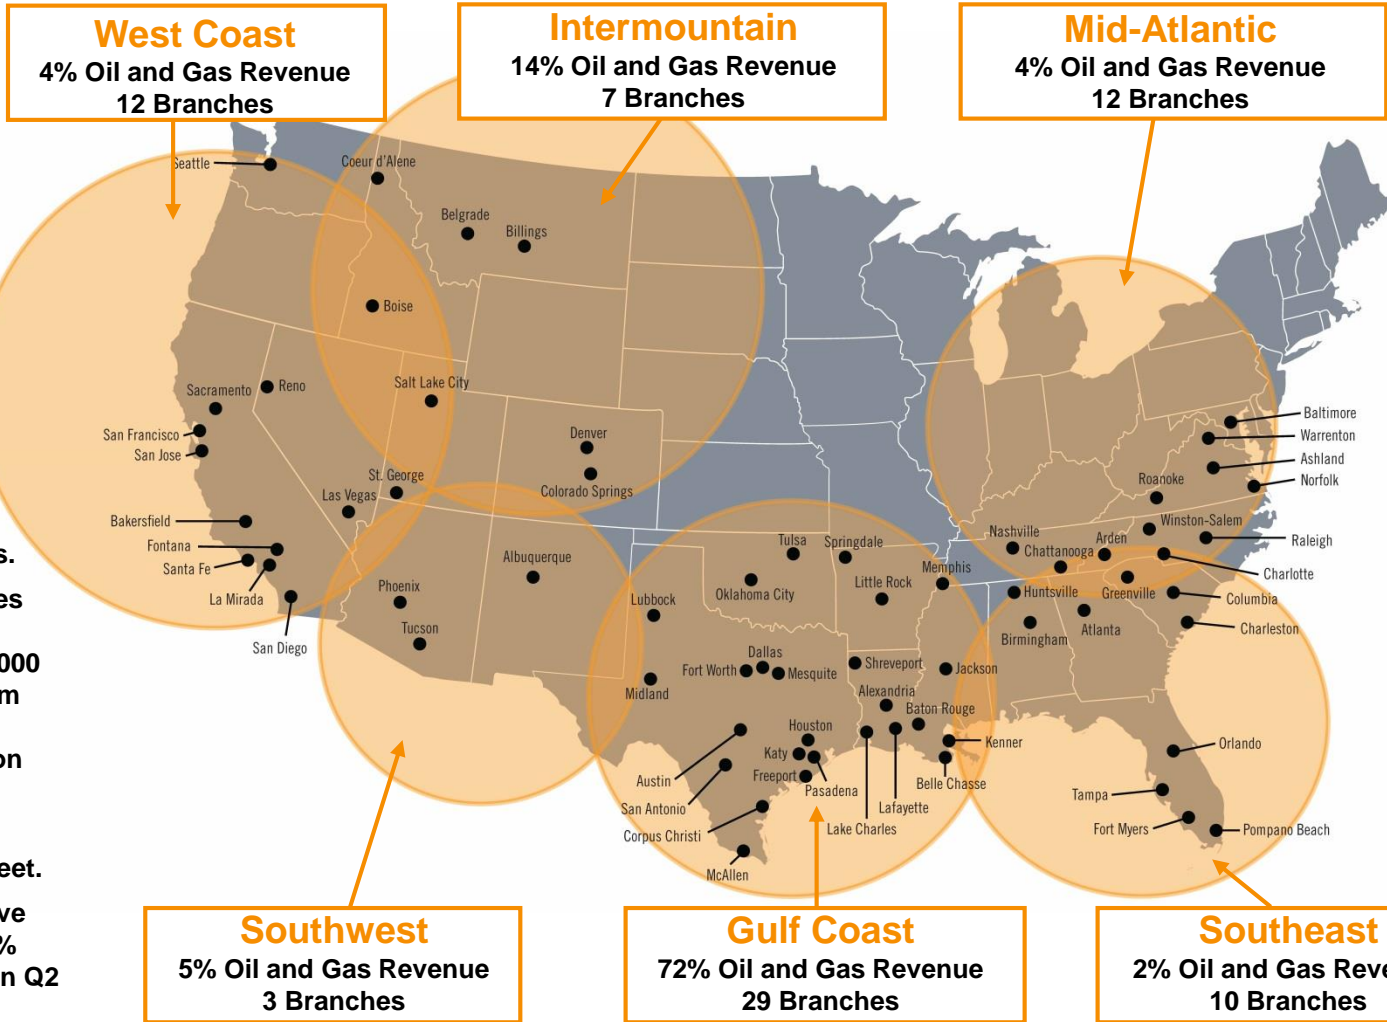 West Coast
4% Oil and Gas Revenue
12 Branches
Intermountain
14% Oil and Gas Revenue
7 Branches
Mid-Atlantic
4% Oil and Gas Revenue
12 Branches
Seattle
Coeur d'Alene
Belgrade
Billings
Boise
Salt Lake City
Reno
Sacramento
San Francisco
San Jose
Denver
Colorado Springs
St. George
Las Vegas
Bakersfield
Fontana
Santa Fe
La Mirada
San Diego
Phoenix
Tucson
Albuquerque
Baltimore
Warrenton
Ashland
Norfolk
Roanoke
Winston-Salem
Raleigh
Nashville
Chattanooga
Arden
Charlotte
Greenville
Columbia
Charleston
Huntsville
Birmingham
Atlanta
Tulsa
Springdale
Memphis
Oklahoma City
Little Rock
Lubbock
Dallas
Fort Worth
Mesquite
Midland
Shreveport
Jackson
Alexandria
Baton Rouge
Houston
Katy
Freeport
Pasadena
Kenner
Belle Chasse
Lafayette
Lake Charles
Austin
San Antonio
Corpus Christi
McAllen
Orlando
Tampa
Fort Myers
Pompano Beach
s.
es
000
m
on
eet.
ve
%
n Q2
Southwest
5% Oil and Gas Revenue
3 Branches
Gulf Coast
72% Oil and Gas Revenue
29 Branches
Southeast
2% Oil and Gas Reve
10 Branches